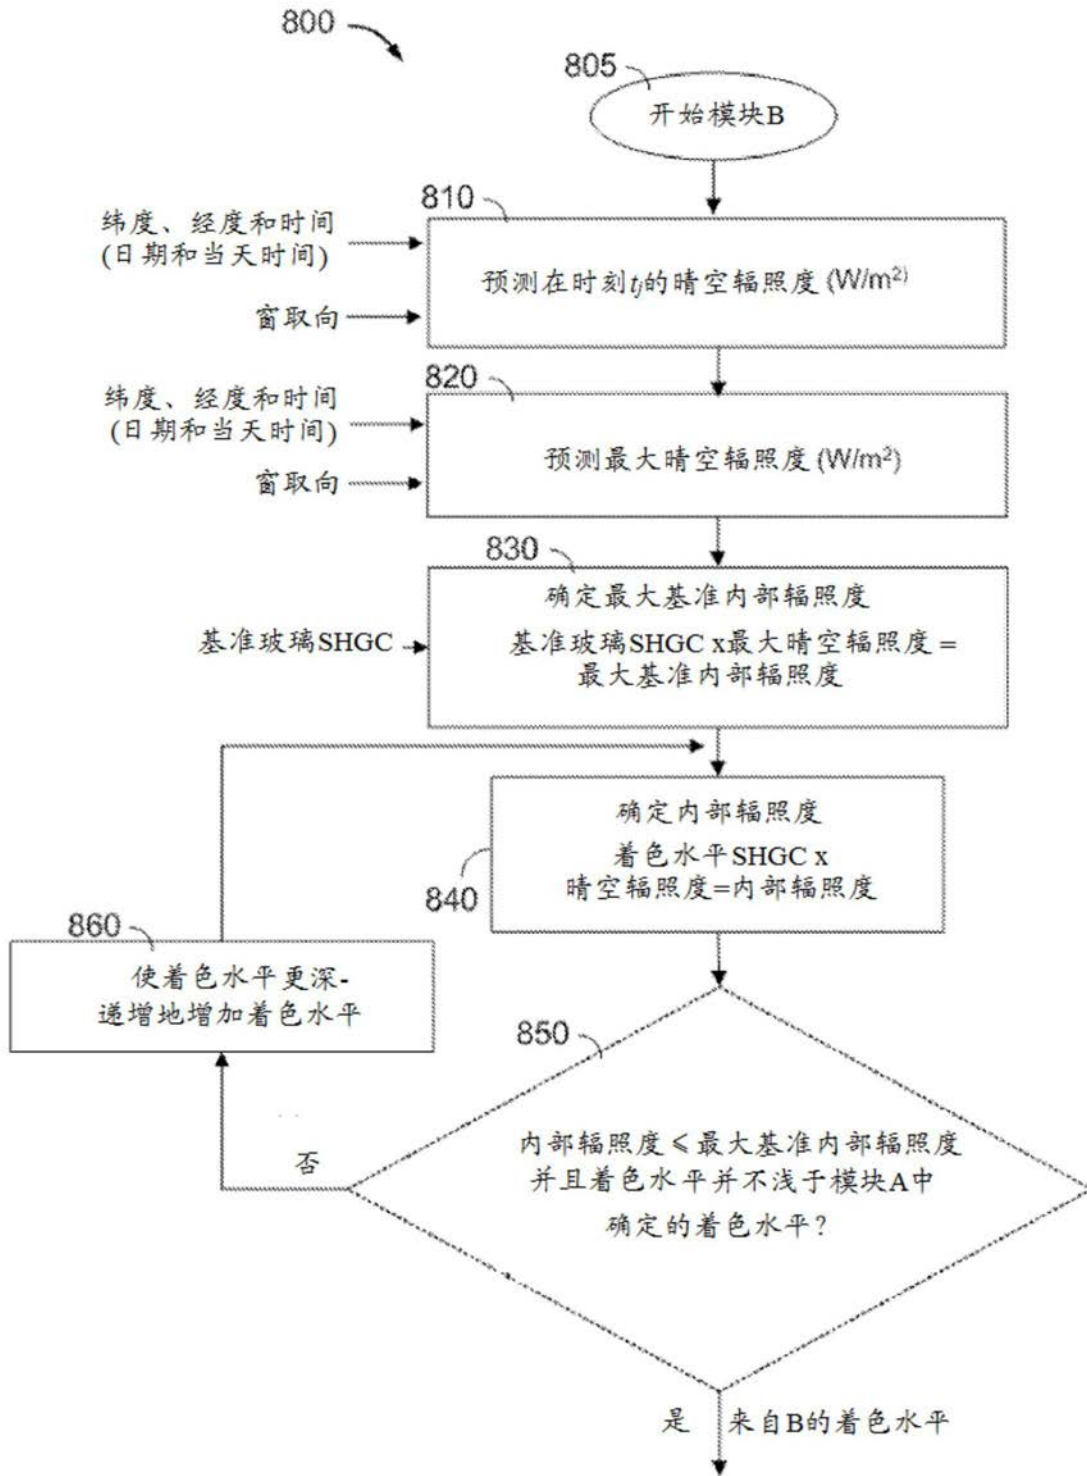 800
805
开始模块B
810
纬度、经度和时间
(日期和当天时间)
窗取向
预测在时刻tj的晴空辐照度 (W/m²)
820
纬度、经度和时间
(日期和当天时间)
窗取向
预测最大晴空辐照度 (W/m²)
830
确定最大基准内部辐照度
基准玻璃SHGC
基准玻璃SHGC x最大晴空辐照度 =
最大基准内部辐照度
确定内部辐照度
着色水平SHGC x
晴空辐照度=内部辐照度
840
860
使着色水平更深-
递增地增加着色水平
850
内部辐照度 ≤ 最大基准内部辐照度
并且着色水平并不浅于模块A中
确定的着色水平?
否
是 来自B的着色水平